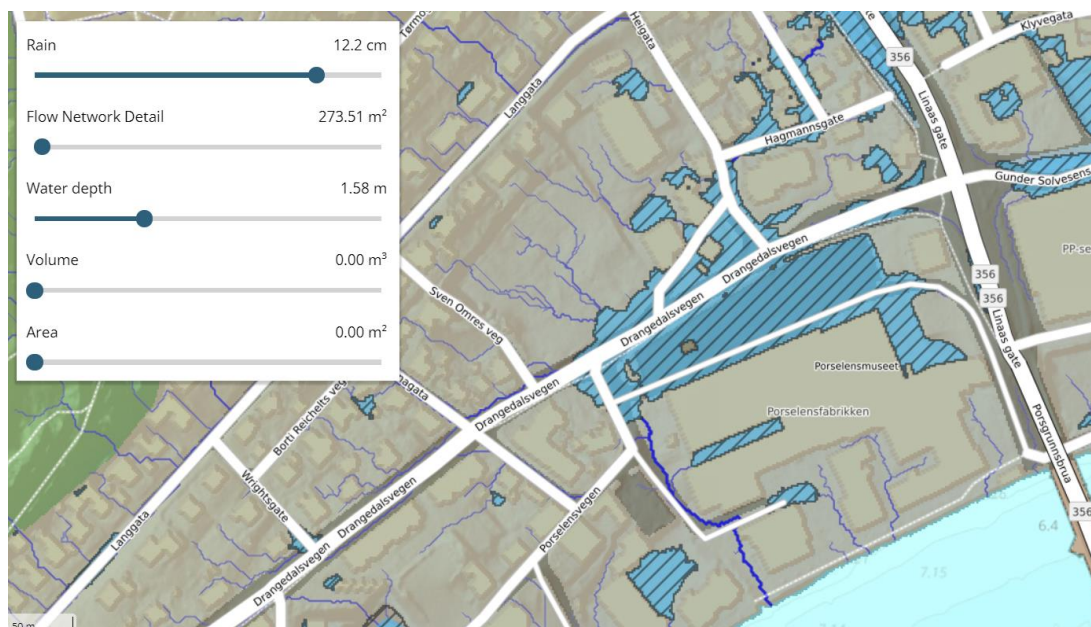 Rain 12.2 cm
Flow Network Detail 273.51 m²
Water depth 1.58 m
Volume 0.00 m³
Area 0.00 m²
Heigata
Klyvegata
356
Langgata
Linaas gate
Hagmannsgate
Gunder Solvesens
Drangedalsvegen
PP-se
356
356
Sven Omres veg
Drangedalsvegen
Linaas gate
Porselensmuseet
Drangedalsvegen
Porselensfabrikken
Borti Reichelts veg
Porsgrunnsbrua
Drangedalsvegen
Wrightsgate
Langgata
Porselensvegen
356
6.4
Drangedalsvegen
7.15
50 m